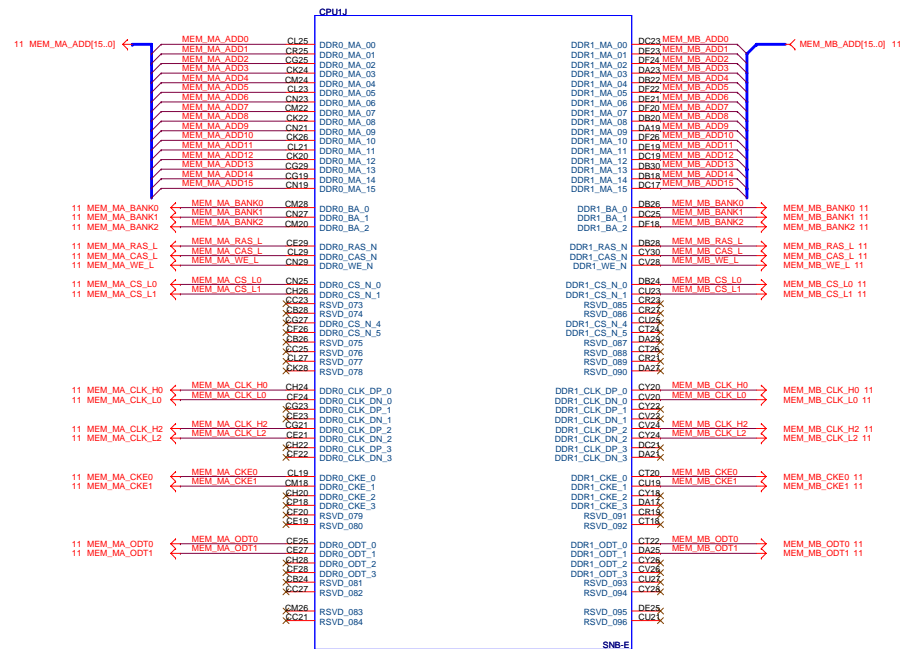 CPU1J
11 MEM_MA_ADD[15..0] MEM_MA_ADD0 CL25 DDR0_MA_00 DDR1_MA_00 DC23 MEM_MB_ADD0 MEM_MB_ADD[15..0] 11
MEM_MA_ADD1 CR25 DDR0_MA_01 DDR1_MA_01 DE23 MEM_MB_ADD1
MEM_MA_ADD2 CG25 DDR0_MA_02 DDR1_MA_02 DF24 MEM_MB_ADD2
MEM_MA_ADD3 CK24 DDR0_MA_03 DDR1_MA_03 DA23 MEM_MB_ADD3
MEM_MA_ADD4 CM24 DDR0_MA_04 DDR1_MA_04 DB22 MEM_MB_ADD4
MEM_MA_ADD5 CL23 DDR0_MA_05 DDR1_MA_05 DF22 MEM_MB_ADD5
MEM_MA_ADD6 CN23 DDR0_MA_06 DDR1_MA_06 DE21 MEM_MB_ADD6
MEM_MA_ADD7 CM22 DDR0_MA_07 DDR1_MA_07 DF20 MEM_MB_ADD7
MEM_MA_ADD8 CK22 DDR0_MA_08 DDR1_MA_08 DB20 MEM_MB_ADD8
MEM_MA_ADD9 CN21 DDR0_MA_09 DDR1_MA_09 DA19 MEM_MB_ADD9
MEM_MA_ADD10 CK26 DDR0_MA_10 DDR1_MA_10 DF26 MEM_MB_ADD10
MEM_MA_ADD11 CL21 DDR0_MA_11 DDR1_MA_11 DE19 MEM_MB_ADD11
MEM_MA_ADD12 CK20 DDR0_MA_12 DDR1_MA_12 DC19 MEM_MB_ADD12
MEM_MA_ADD13 CG29 DDR0_MA_13 DDR1_MA_13 DB30 MEM_MB_ADD13
MEM_MA_ADD14 CG19 DDR0_MA_14 DDR1_MA_14 DB18 MEM_MB_ADD14
MEM_MA_ADD15 CN19 DDR0_MA_15 DDR1_MA_15 DC17 MEM_MB_ADD15
11 MEM_MA_BANK0 MEM_MA_BANK0 CM28 DDR0_BA_0 DDR1_BA_0 DB26 MEM_MB_BANK0 MEM_MB_BANK0 11
11 MEM_MA_BANK1 MEM_MA_BANK1 CN27 DDR0_BA_1 DDR1_BA_1 DC25 MEM_MB_BANK1 MEM_MB_BANK1 11
11 MEM_MA_BANK2 MEM_MA_BANK2 CM20 DDR0_BA_2 DDR1_BA_2 DF18 MEM_MB_BANK2 MEM_MB_BANK2 11
11 MEM_MA_RAS_L MEM_MA_RAS_L CE29 DDR0_RAS_N DDR1_RAS_N DB28 MEM_MB_RAS_L MEM_MB_RAS_L 11
11 MEM_MA_CAS_L MEM_MA_CAS_L CL29 DDR0_CAS_N DDR1_CAS_N CY30 MEM_MB_CAS_L MEM_MB_CAS_L 11
11 MEM_MA_WE_L MEM_MA_WE_L CN29 DDR0_WE_N DDR1_WE_N CV28 MEM_MB_WE_L MEM_MB_WE_L 11
11 MEM_MA_CS_L0 MEM_MA_CS_L0 CN25 DDR0_CS_N_0 DDR1_CS_N_0 DB24 MEM_MB_CS_L0 MEM_MB_CS_L0 11
11 MEM_MA_CS_L1 MEM_MA_CS_L1 CH26 DDR0_CS_N_1 DDR1_CS_N_1 CU23 MEM_MB_CS_L1 MEM_MB_CS_L1 11
CC23 RSVD_073 RSVD_085 CR23
CB28 RSVD_074 RSVD_086 CR27
CG27 DDR0_CS_N_4 DDR1_CS_N_4 CU25
CF26 DDR0_CS_N_5 DDR1_CS_N_5 CT24
CB26 RSVD_075 RSVD_087 DA29
CC25 RSVD_076 RSVD_088 CT26
CL27 RSVD_077 RSVD_089 CR21
CK28 RSVD_078 RSVD_090 DA27
11 MEM_MA_CLK_H0 MEM_MA_CLK_H0 CH24 DDR0_CLK_DP_0 DDR1_CLK_DP_0 CY20 MEM_MB_CLK_H0 MEM_MB_CLK_H0 11
11 MEM_MA_CLK_L0 MEM_MA_CLK_L0 CF24 DDR0_CLK_DN_0 DDR1_CLK_DN_0 CV20 MEM_MB_CLK_L0 MEM_MB_CLK_L0 11
CG23 DDR0_CLK_DP_1 DDR1_CLK_DP_1 CY22
CE23 DDR0_CLK_DN_1 DDR1_CLK_DN_1 CV22
11 MEM_MA_CLK_H2 MEM_MA_CLK_H2 CG21 DDR0_CLK_DP_2 DDR1_CLK_DP_2 CV24 MEM_MB_CLK_H2 MEM_MB_CLK_H2 11
11 MEM_MA_CLK_L2 MEM_MA_CLK_L2 CE21 DDR0_CLK_DN_2 DDR1_CLK_DN_2 CY24 MEM_MB_CLK_L2 MEM_MB_CLK_L2 11
CH22 DDR0_CLK_DP_3 DDR1_CLK_DP_3 DC21
CF22 DDR0_CLK_DN_3 DDR1_CLK_DN_3 DA21
11 MEM_MA_CKE0 MEM_MA_CKE0 CL19 DDR0_CKE_0 DDR1_CKE_0 CT20 MEM_MB_CKE0 MEM_MB_CKE0 11
11 MEM_MA_CKE1 MEM_MA_CKE1 CM18 DDR0_CKE_1 DDR1_CKE_1 CU19 MEM_MB_CKE1 MEM_MB_CKE1 11
CH20 DDR0_CKE_2 DDR1_CKE_2 CY18
CP18 DDR0_CKE_3 DDR1_CKE_3 DA17
CF20 RSVD_079 RSVD_091 CR19
CE19 RSVD_080 RSVD_092 CT18
11 MEM_MA_ODT0 MEM_MA_ODT0 CE25 DDR0_ODT_0 DDR1_ODT_0 CT22 MEM_MB_ODT0 MEM_MB_ODT0 11
11 MEM_MA_ODT1 MEM_MA_ODT1 CE27 DDR0_ODT_1 DDR1_ODT_1 DA25 MEM_MB_ODT1 MEM_MB_ODT1 11
CH28 DDR0_ODT_2 DDR1_ODT_2 CY26
CF28 DDR0_ODT_3 DDR1_ODT_3 CV26
CB24 RSVD_081 RSVD_093 CU27
CC27 RSVD_082 RSVD_094 CY28
CM26 RSVD_083 RSVD_095 DE25
CC21 RSVD_084 RSVD_096 CU21
SNB-E